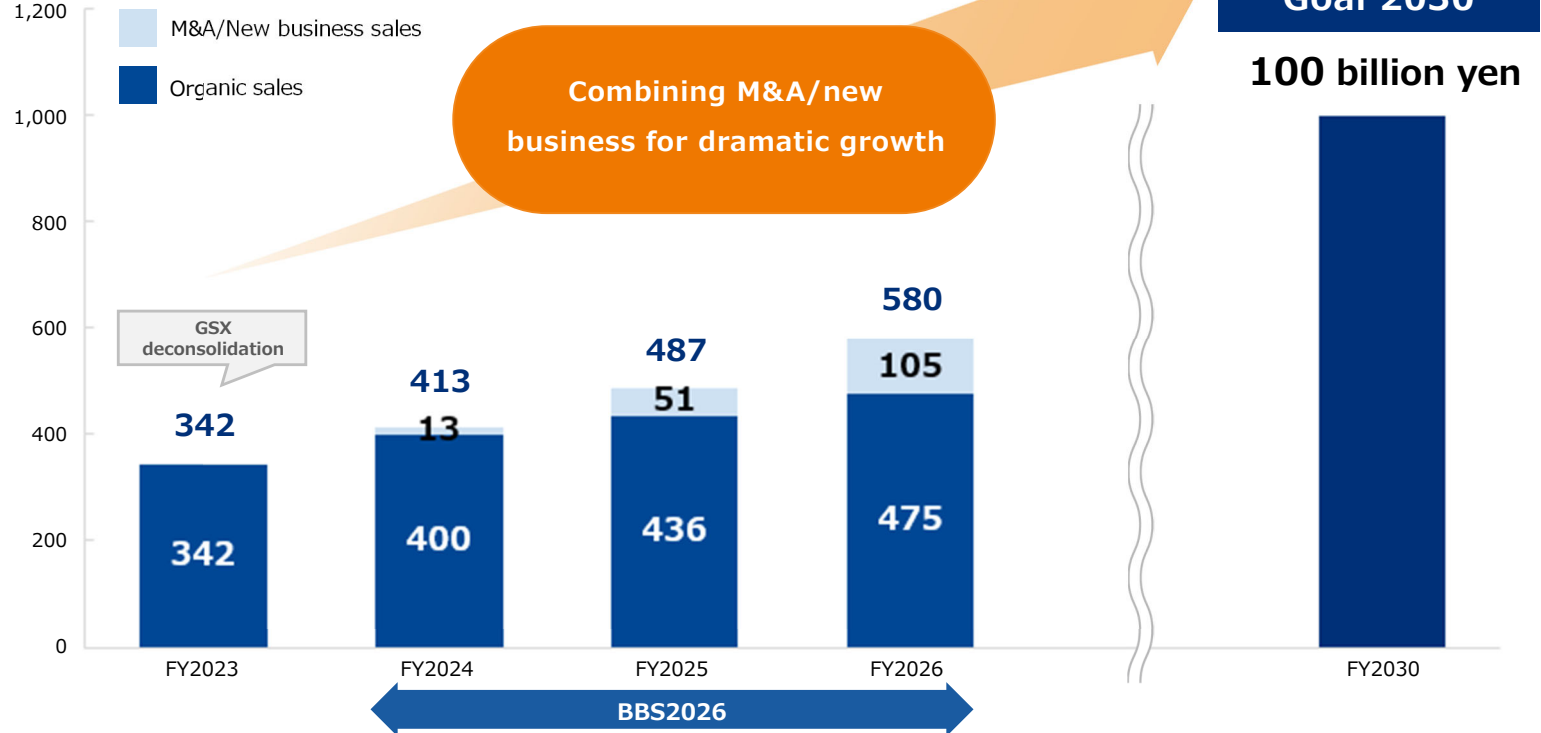 1,200
1,000
800
600
400
200
0
M&A/New business sales
Organic sales
Combining M&A/new
business for dramatic growth
Goal 2030
100 billion yen
GSX
deconsolidation
342
342
413
13
400
487
51
436
580
105
475
FY2023
FY2024
FY2025
FY2026
FY2030
BBS2026